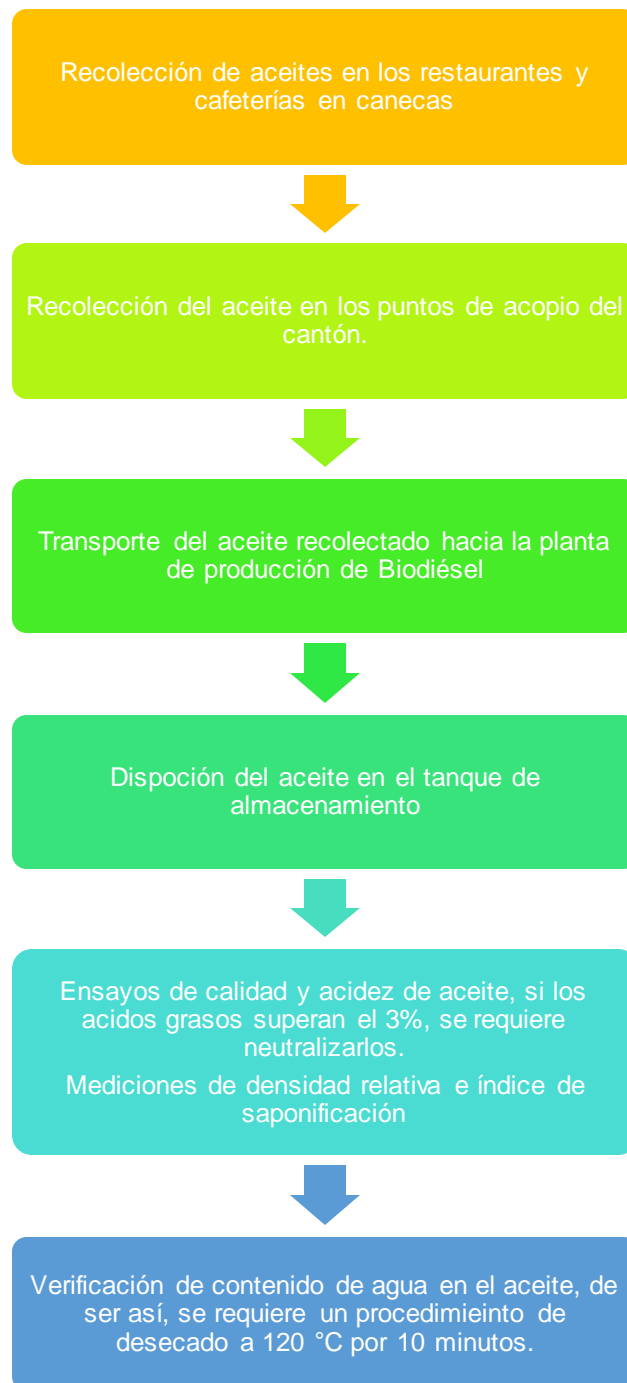 Recolección de aceites en los restaurantes y
cafeterías en canecas
Recolección del aceite en los puntos de acopio del
cantón.
Transporte del aceite recolectado hacia la planta
de producción de Biodiésel
Dispoción del aceite en el tanque de
almacenamiento
Ensayos de calidad y acidez de aceite, si los
acidos grasos superan el 3%, se requiere
neutralizarlos.
Mediciones de densidad relativa e índice de
saponificación
Verificación de contenido de agua en el aceite, de
ser así, se requiere un procedimieinto de
desecado a 120 °C por 10 minutos.